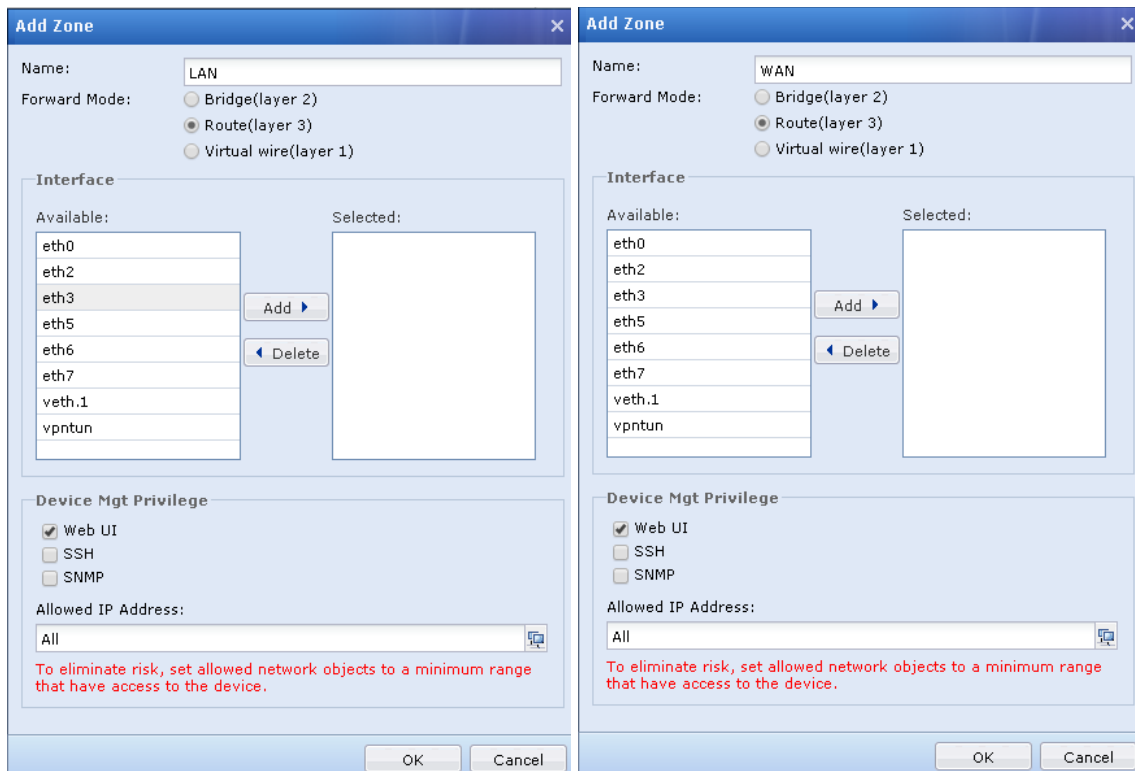 Add Zone
Name: LAN
Forward Mode: Bridge(layer 2)
Route(layer 3)
Virtual wire(layer 1)
Interface
Available: Selected:
eth0
eth2
eth3
eth5
eth6
eth7
veth.1
vpntun
Add
Delete
Device Mgt Privilege
Web UI
SSH
SNMP
Allowed IP Address:
All
To eliminate risk, set allowed network objects to a minimum range
that have access to the device.
OK Cancel
Add Zone
Name: WAN
Forward Mode: Bridge(layer 2)
Route(layer 3)
Virtual wire(layer 1)
Interface
Available: Selected:
eth0
eth2
eth3
eth5
eth6
eth7
veth.1
vpntun
Add
Delete
Device Mgt Privilege
Web UI
SSH
SNMP
Allowed IP Address:
All
To eliminate risk, set allowed network objects to a minimum range
that have access to the device.
OK Cancel